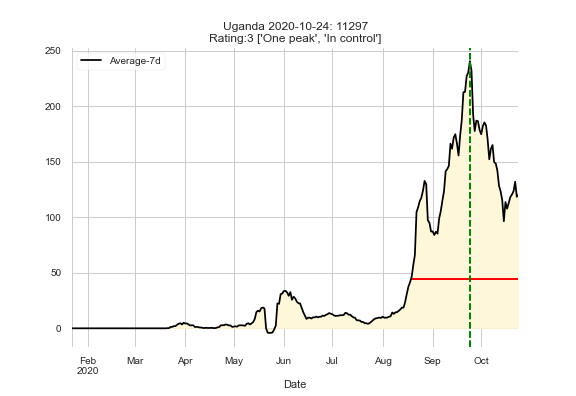 Uganda 2020-10-24: 11297
Rating:3 ['One peak', 'In control']
Average-7d
250
200
150
100
50
0
Feb Mar Apr May Jun Jul Aug Sep Oct
2020
Date